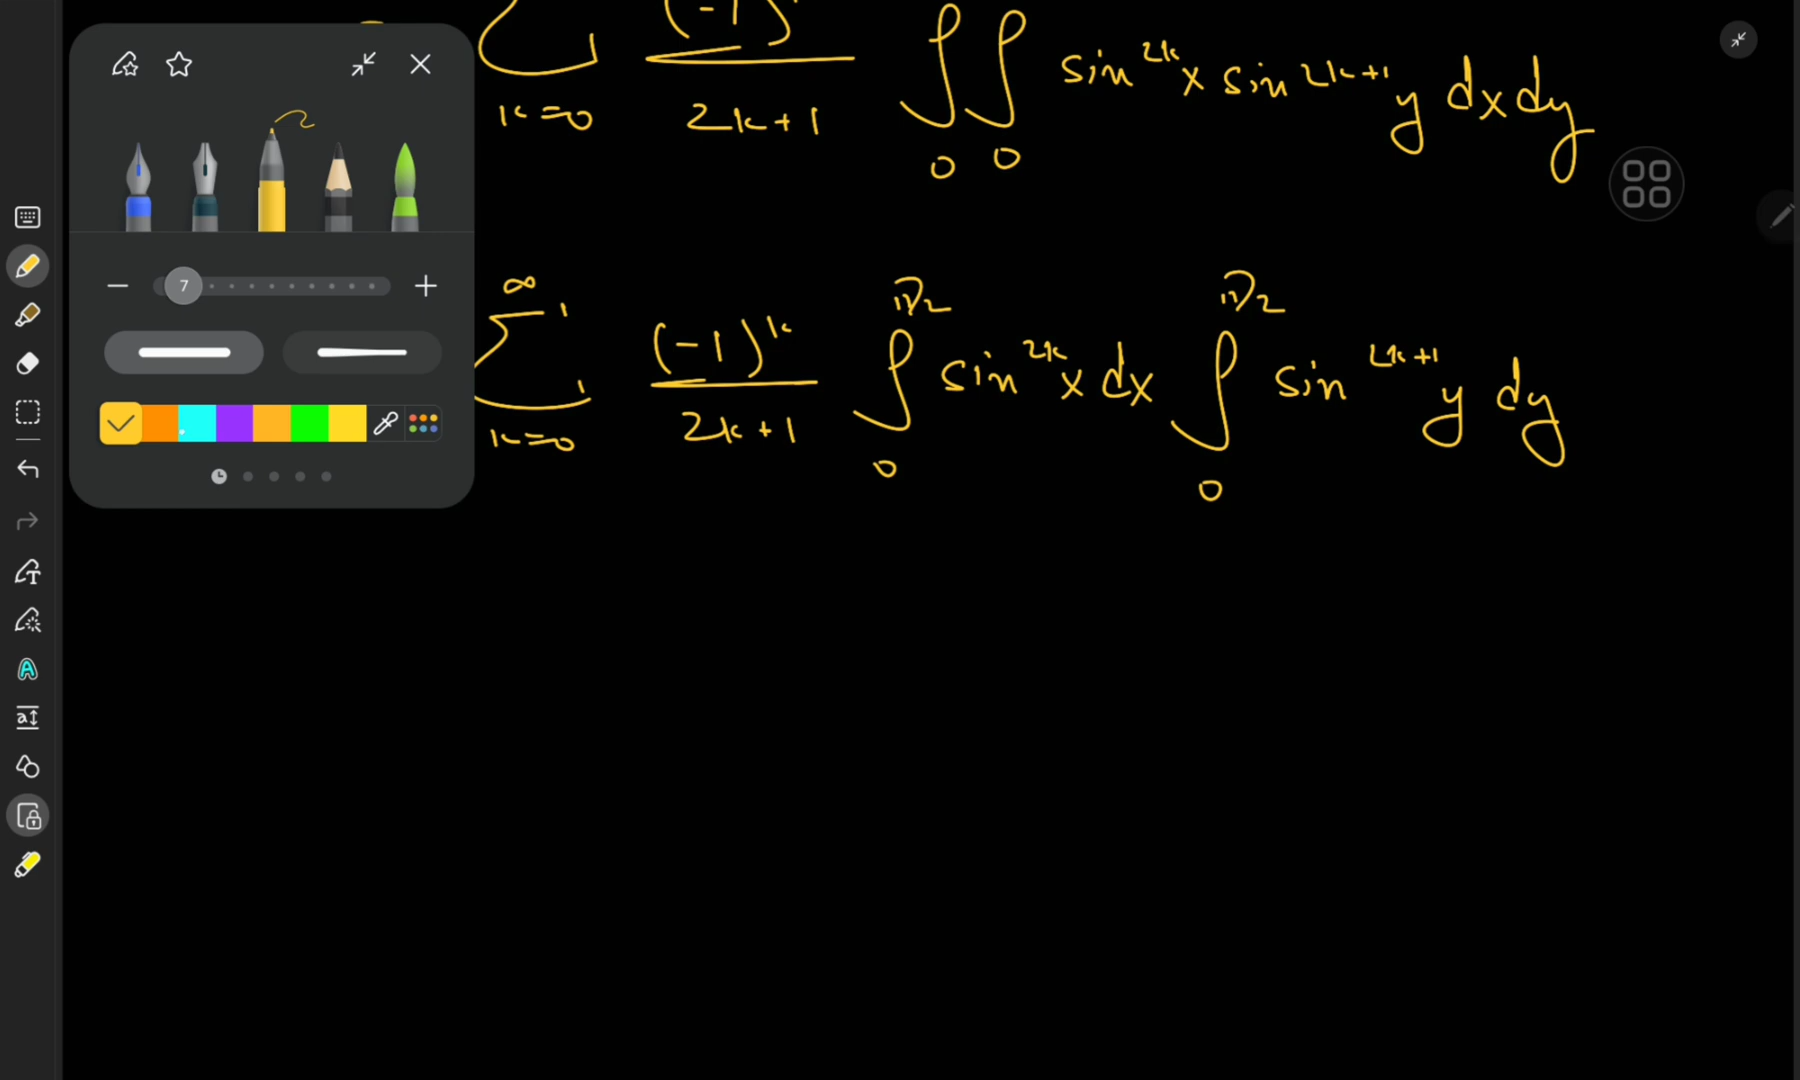 ∑ k=0 (-1) / 2k+1 ∫ 0 ∫ 0 sin^2k x sin^2k+1 y dx dy
7
∑ k=0 ∞ (-1)^k / 2k+1 ∫ 0 π/2 sin^2k x dx ∫ 0 π/2 sin^2k+1 y dy